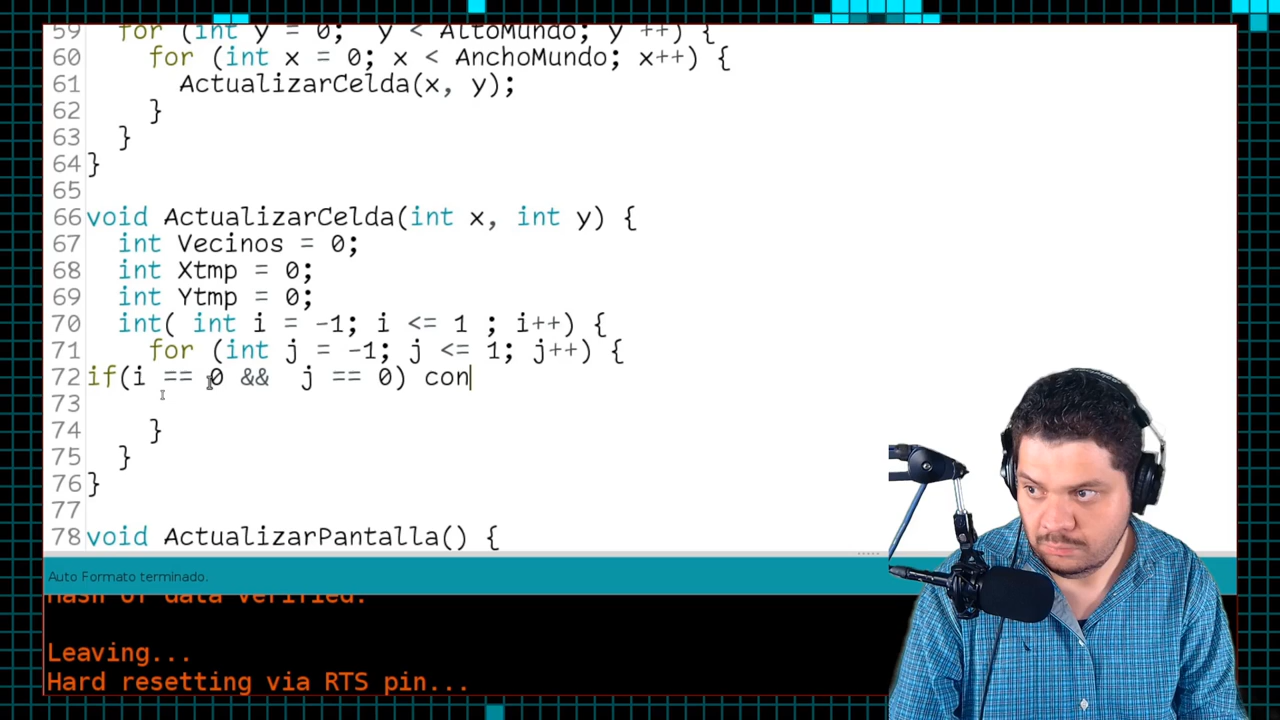 59 for (int y = 0; y < AltoMundo; y ++) {
60 for (int x = 0; x < AnchoMundo; x++) {
61 ActualizarCelda(x, y);
62 }
63 }
64 }
65
66 void ActualizarCelda(int x, int y) {
67 int Vecinos = 0;
68 int Xtmp = 0;
69 int Ytmp = 0;
70 int( int i = -1; i <= 1 ; i++) {
71 for (int j = -1; j <= 1; j++) {
72 if(i == 0 && j == 0) con
73
74 }
75 }
76 }
77
78 void ActualizarPantalla() {
Auto Formato terminado.
Hash of data verified.
Leaving...
Hard resetting via RTS pin...